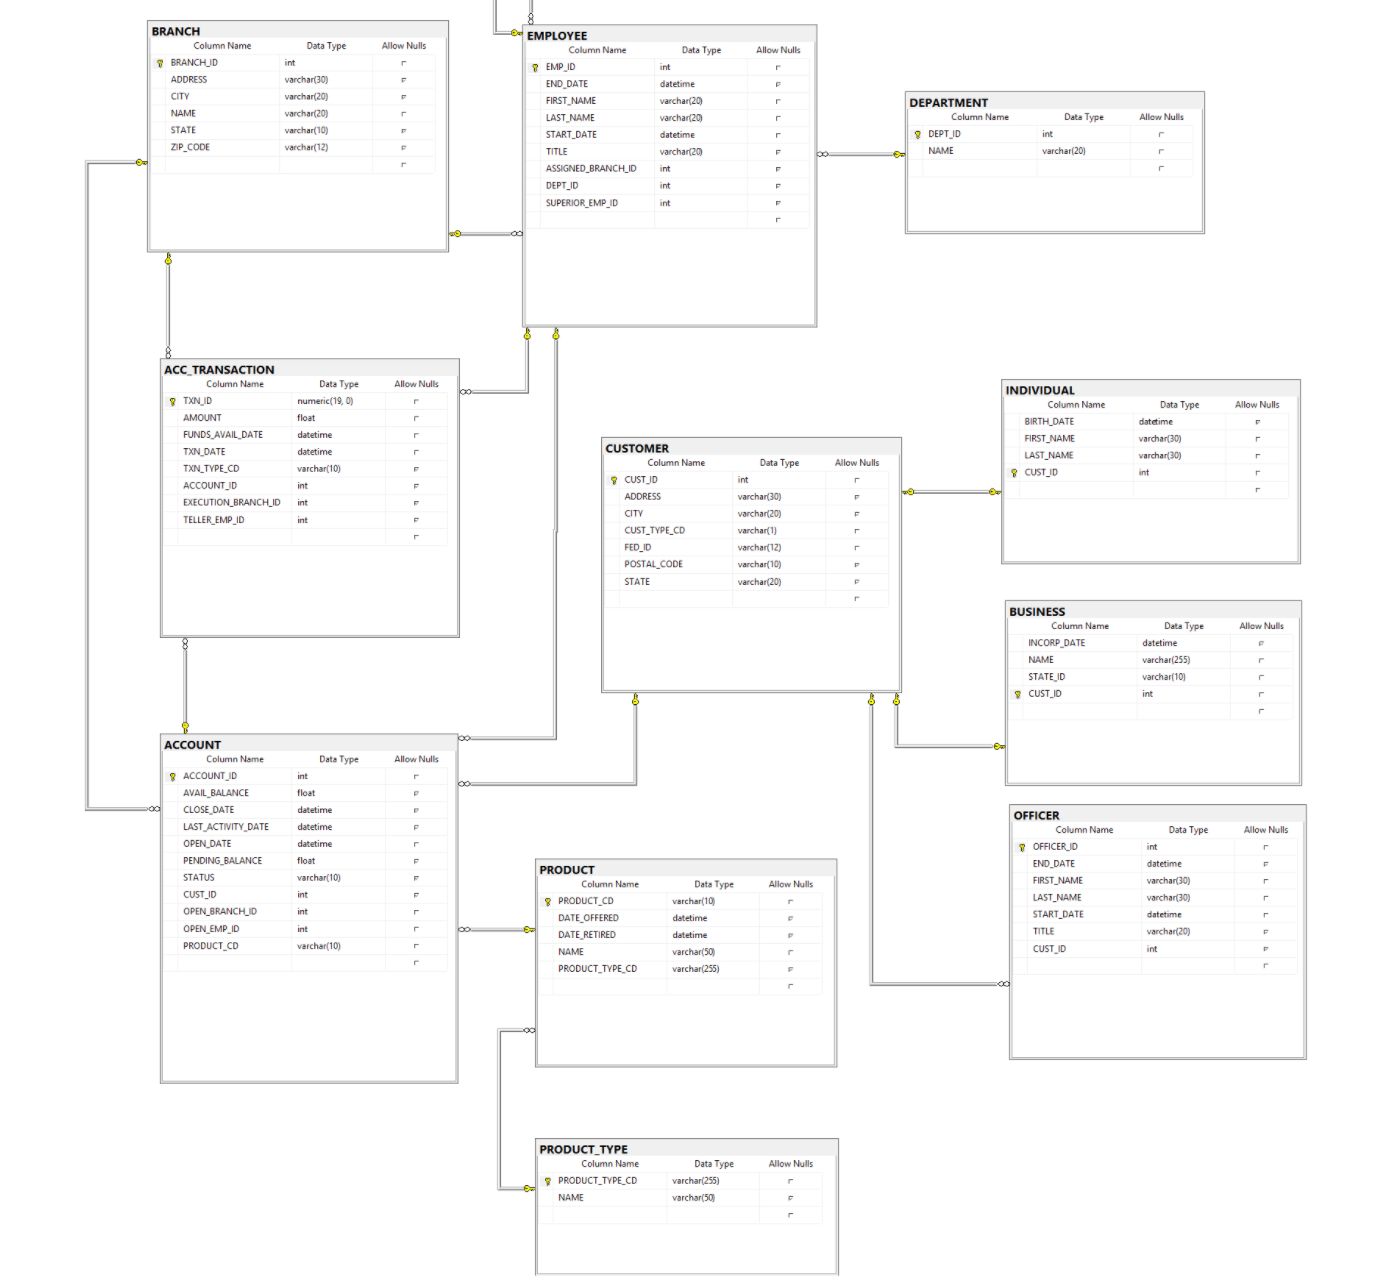 BRANCH
Column Name Data Type Allow Nulls
BRANCH_ID int
ADDRESS varchar(30)
CITY varchar(20)
NAME varchar(20)
STATE varchar(10)
ZIP_CODE varchar(12)
EMPLOYEE
Column Name Data Type Allow Nulls
EMP_ID int
END_DATE datetime
FIRST_NAME varchar(20)
LAST_NAME varchar(20)
START_DATE datetime
TITLE varchar(20)
ASSIGNED_BRANCH_ID int
DEPT_ID int
SUPERIOR_EMP_ID int
DEPARTMENT
Column Name Data Type Allow Nulls
DEPT_ID int
NAME varchar(20)
ACC_TRANSACTION
Column Name Data Type Allow Nulls
TXN_ID numeric(19, 0)
AMOUNT float
FUNDS_AVAIL_DATE datetime
TXN_DATE datetime
TXN_TYPE_CD varchar(10)
ACCOUNT_ID int
EXECUTION_BRANCH_ID int
TELLER_EMP_ID int
CUSTOMER
Column Name Data Type Allow Nulls
CUST_ID int
ADDRESS varchar(30)
CITY varchar(20)
CUST_TYPE_CD varchar(1)
FED_ID varchar(12)
POSTAL_CODE varchar(10)
STATE varchar(20)
INDIVIDUAL
Column Name Data Type Allow Nulls
BIRTH_DATE datetime
FIRST_NAME varchar(30)
LAST_NAME varchar(30)
CUST_ID int
BUSINESS
Column Name Data Type Allow Nulls
INCORP_DATE datetime
NAME varchar(255)
STATE_ID varchar(10)
CUST_ID int
ACCOUNT
Column Name Data Type Allow Nulls
ACCOUNT_ID int
AVAIL_BALANCE float
CLOSE_DATE datetime
LAST_ACTIVITY_DATE datetime
OPEN_DATE datetime
PENDING_BALANCE float
STATUS varchar(10)
CUST_ID int
OPEN_BRANCH_ID int
OPEN_EMP_ID int
PRODUCT_CD varchar(10)
OFFICER
Column Name Data Type Allow Nulls
OFFICER_ID int
END_DATE datetime
FIRST_NAME varchar(30)
LAST_NAME varchar(30)
START_DATE datetime
TITLE varchar(20)
CUST_ID int
PRODUCT
Column Name Data Type Allow Nulls
PRODUCT_CD varchar(10)
DATE_OFFERED datetime
DATE_RETIRED datetime
NAME varchar(50)
PRODUCT_TYPE_CD varchar(255)
PRODUCT_TYPE
Column Name Data Type Allow Nulls
PRODUCT_TYPE_CD varchar(255)
NAME varchar(50)